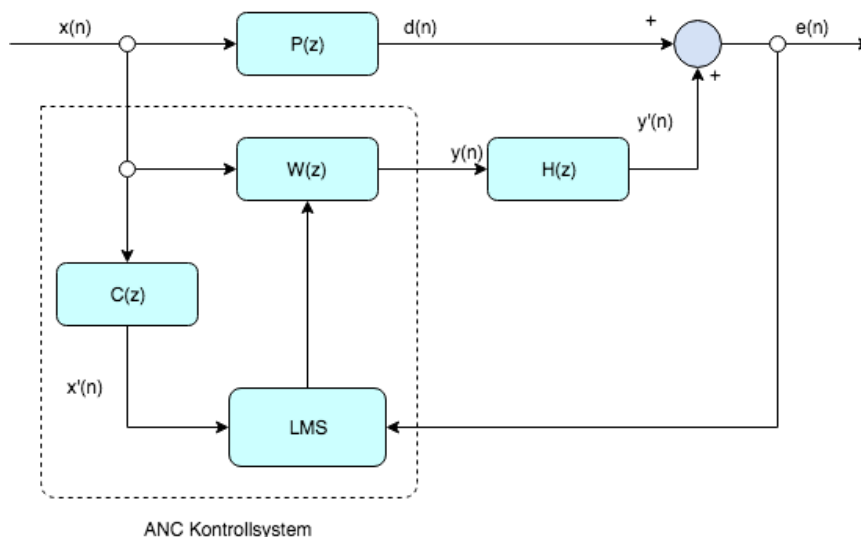 x(n)
P(z)
d(n)
+
e(n)
+
y'(n)
W(z)
y(n)
H(z)
C(z)
x'(n)
LMS
ANC Kontrollsystem